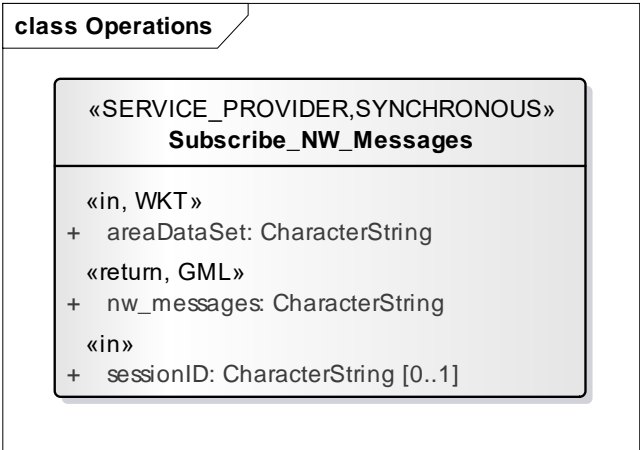 class Operations
«SERVICE_PROVIDER,SYNCHRONOUS»
Subscribe_NW_Messages
«in, WKT»
+ areaDataSet: CharacterString
«return, GML»
+ nw_messages: CharacterString
«in»
+ sessionID: CharacterString [0..1]